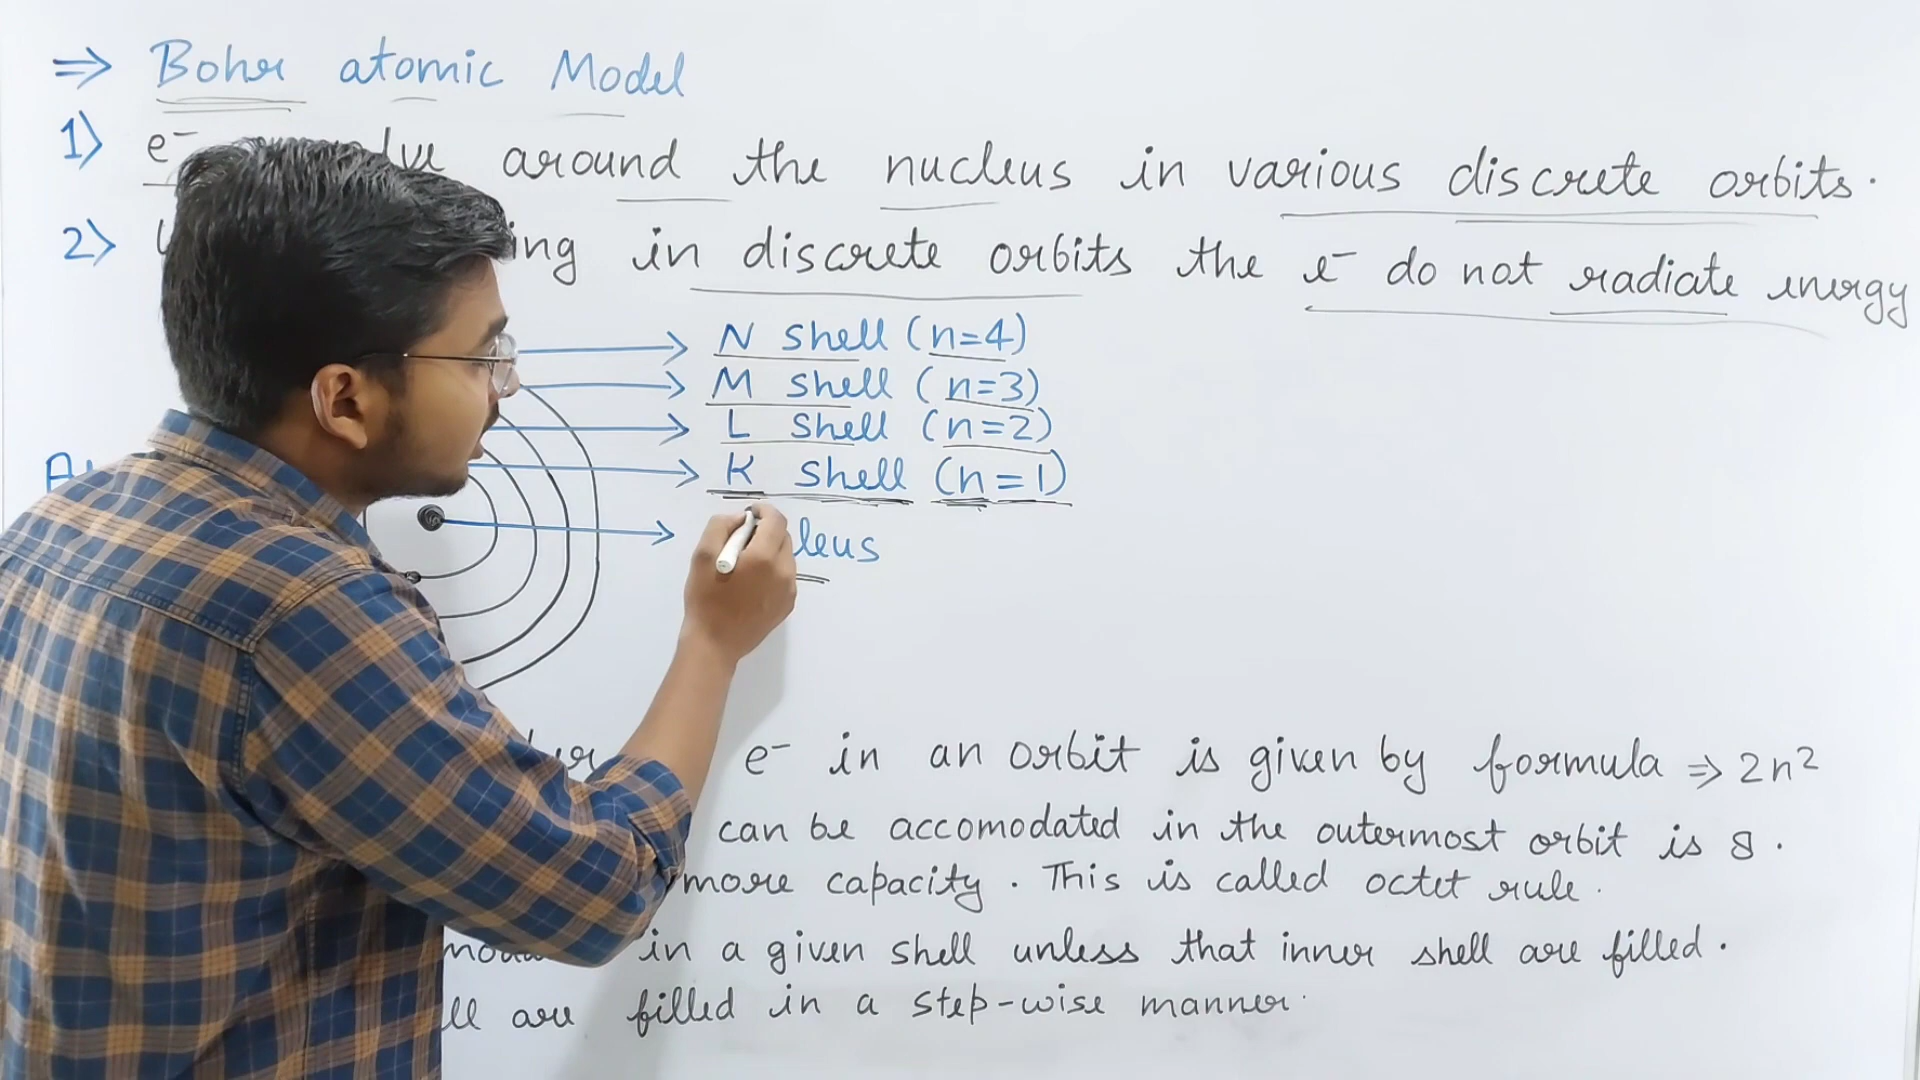 ⇒ Bohr atomic Model
1) e⁻ around the nucleus in various discrete orbits.
2) in discrete orbits the e⁻ do not radiate energy
N shell (n=4)
M shell (n=3)
L shell (n=2)
K shell (n=1)
e⁻ in an orbit is given by formula ⇒ 2n²
can be accomodated in the outermost orbit is 8.
more capacity. This is called octet rule.
in a given shell unless that inner shell are filled.
are filled in a step-wise manner.